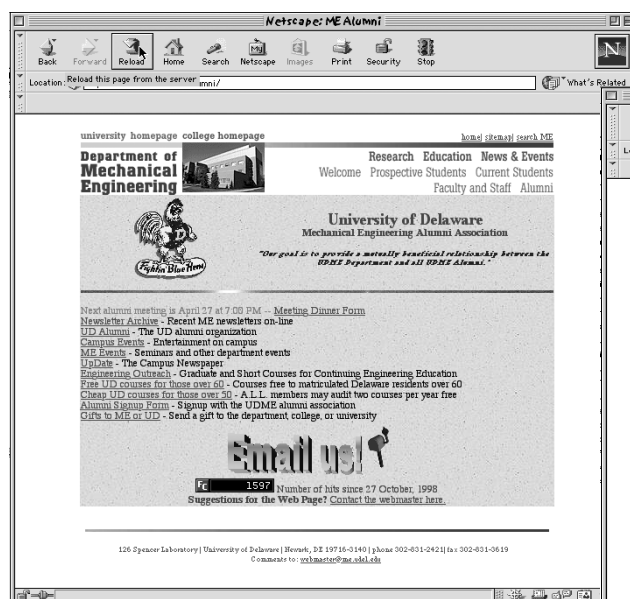 Netscape: ME Alumni
Back Forward Reload Home Search Netscape Images Print Security Stop
N
Location: mni/ What's Related
Reload this page from the server
university homepage college homepage home| sitemap| search ME
Department of
Mechanical
Engineering
Research Education News & Events
Welcome Prospective Students Current Students
Faculty and Staff Alumni
Fightin' Blue Hens
University of Delaware
Mechanical Engineering Alumni Association
"Our goal is to provide a mutually beneficial relationship between the
UDME Department and all UDME Alumni."
Next alumni meeting is April 27 at 7:00 PM -- Meeting Dinner Form
Newsletter Archive - Recent ME newsletters on-line
UD Alumni - The UD alumni organization
Campus Events - Entertainment on campus
ME Events - Seminars and other department events
UpDate - The Campus Newspaper
Engineering Outreach - Graduate and Short Courses for Continuing Engineering Education
Free UD courses for those over 60 - Courses free to matriculated Delaware residents over 60
Cheap UD courses for those over 50 - A.L.L. members may audit two courses per year free
Alumni Signup Form - Signup with the UDME alumni association
Gifts to ME or UD - Send a gift to the department, college, or university
Email us!
FC 1597 Number of hits since 27 October, 1998
Suggestions for the Web Page? Contact the webmaster here.
126 Spencer Laboratory | University of Delaware | Newark, DE 19716-3140 | phone 302-831-2421| fax 302-831-3619
Comments to: webmaster@me.udel.edu